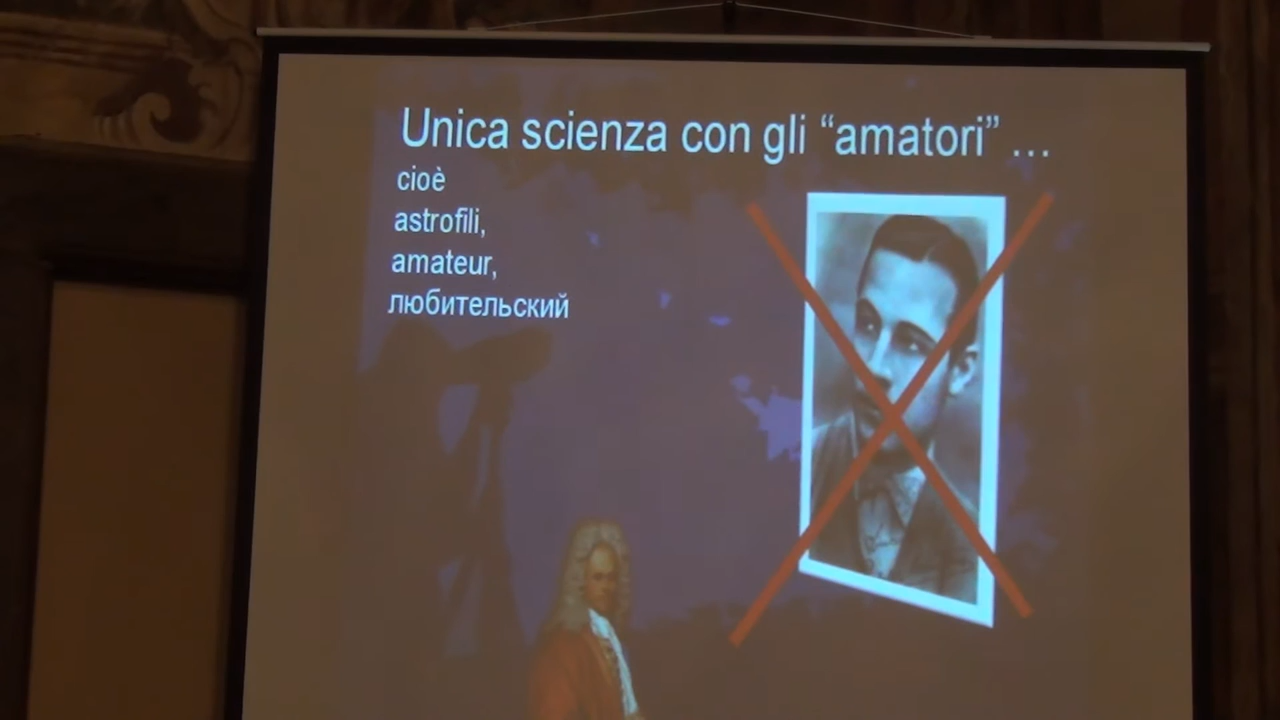 Unica scienza con gli “amatori” …
cioè
astrofili,
amateur,
любительский